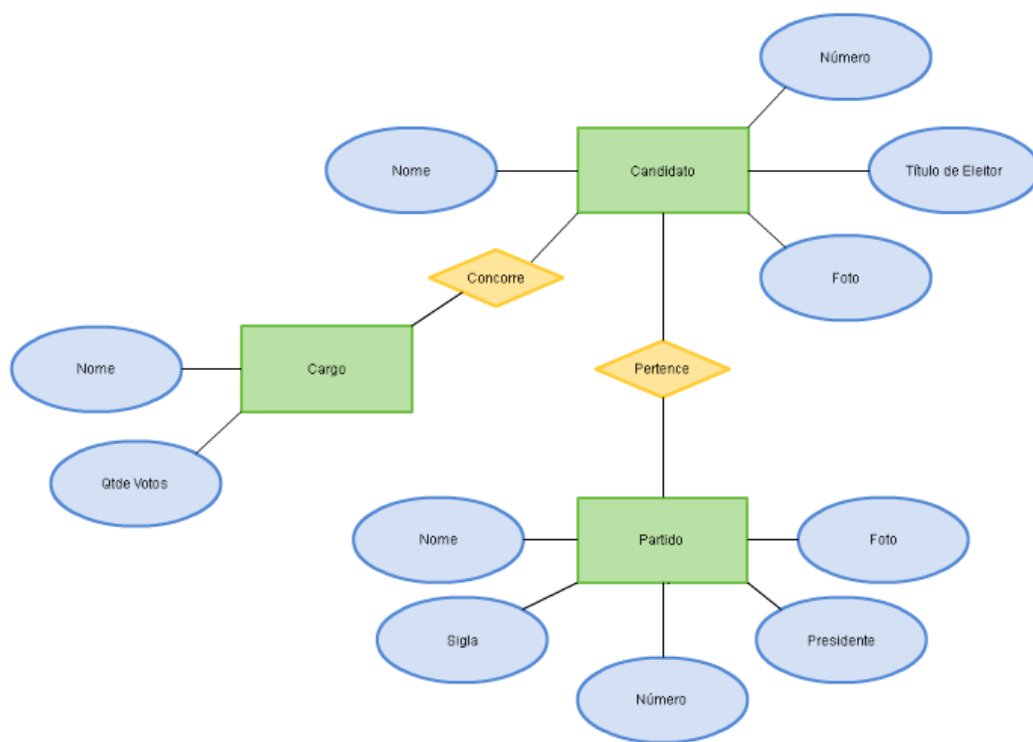 Número
Nome
Candidato
Título de Eleitor
Concorre
Foto
Nome
Cargo
Pertence
Qtde Votos
Nome
Partido
Foto
Sigla
Presidente
Número